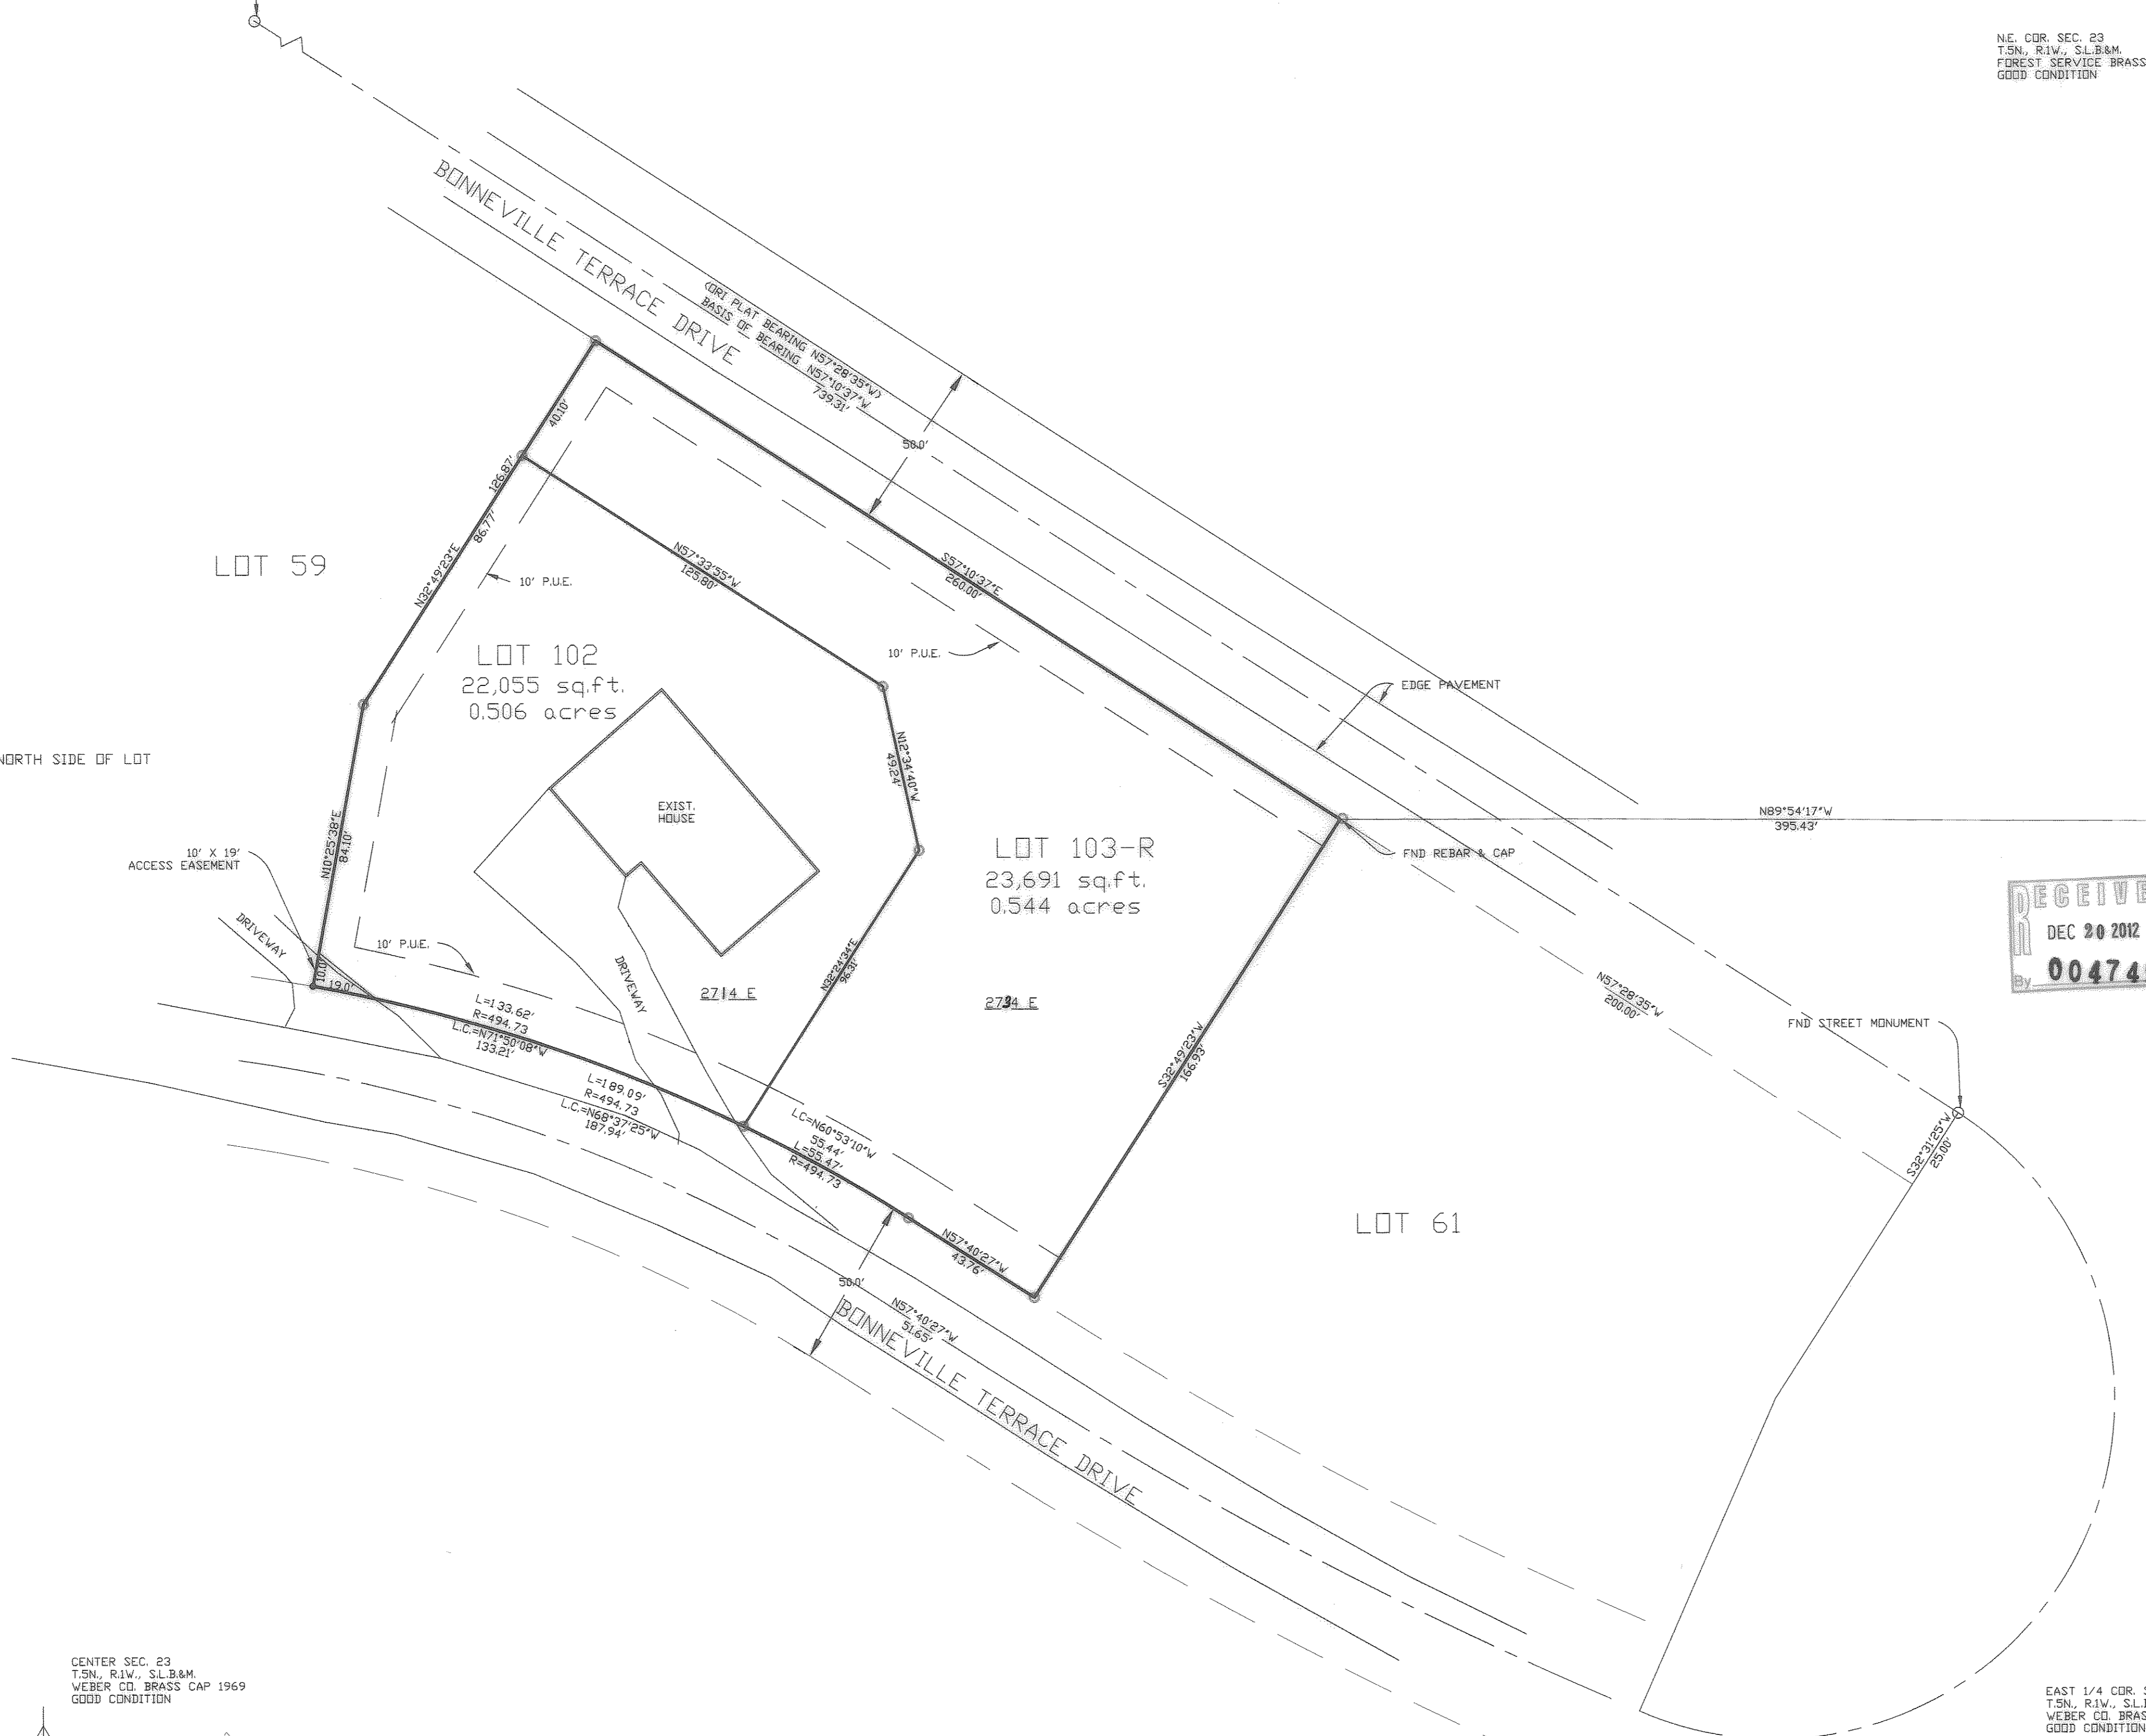 N.E. COR. SEC. 23
T.5N., R.1W., S.L.B.&M.
FOREST SERVICE BRASS
GOOD CONDITION
BONNEVILLE TERRACE DRIVE
(ORI PLAT BEARING N57°28'35"W)
BASIS OF BEARING N57°10'37"W
739.31'
50.0'
40.10'
126.87'
86.77'
N32°49'23"E
LOT 59
10' P.U.E.
N57°33'55"W
125.80'
S57°10'37"E
260.00'
10' P.U.E.
LOT 102
22,055 sq.ft.
0.506 acres
EDGE PAVEMENT
NORTH SIDE OF LOT
EXIST.
HOUSE
N12°34'40"W
49.24'
N89°54'17"W
395.43'
FND REBAR & CAP
LOT 103-R
23,691 sq.ft.
0.544 acres
N10°25'38"E
84.10'
10' X 19'
ACCESS EASEMENT
DRIVEWAY
10' P.U.E.
10.0'
19.0'
DRIVEWAY
N32°24'34"E
96.31'
2714 E
2734 E
RECEIVE
DEC 20 2012
By 00474
N57°28'35"W
200.00'
FND STREET MONUMENT
L=133.62'
R=494.73
L.C.=N71°50'08"W
133.21'
S32°49'23"W
166.93'
L=189.09'
R=494.73
L.C.=N68°37'25"W
187.94'
LC=N60°53'10"W
55.44'
L=55.47'
R=494.73
S32°31'25"W
25.00'
LOT 61
N57°40'27"W
43.76'
50.0'
N57°40'27"W
51.65'
BONNEVILLE TERRACE DRIVE
CENTER SEC. 23
T.5N., R.1W., S.L.B.&M.
WEBER CO. BRASS CAP 1969
GOOD CONDITION
EAST 1/4 COR. S
T.5N., R.1W., S.L.
WEBER CO. BRAS
GOOD CONDITION